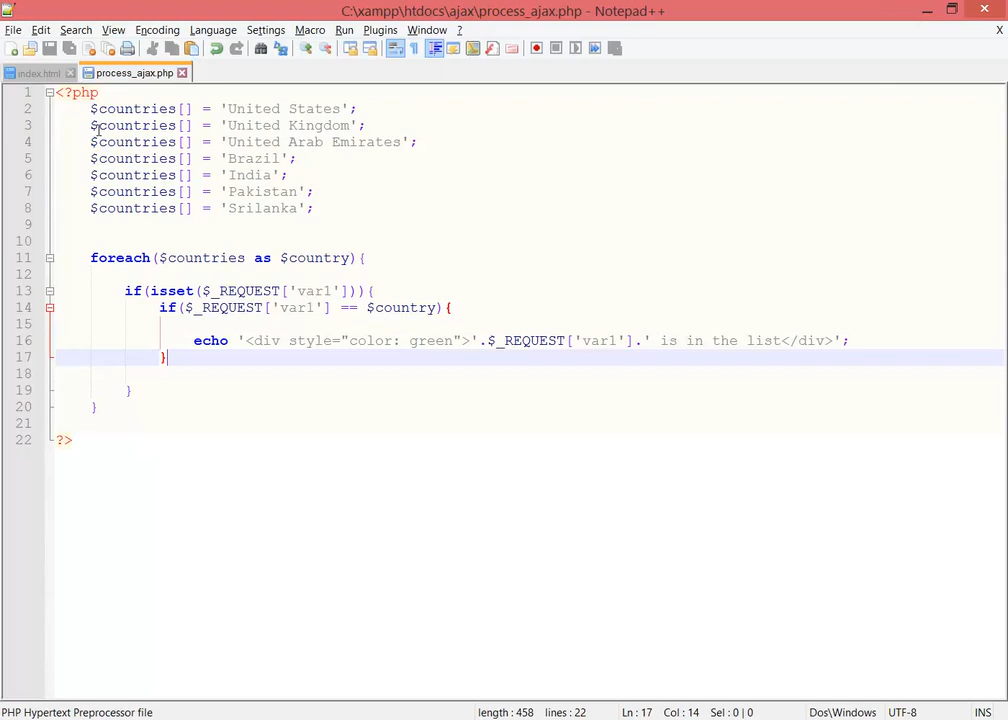 C:\xampp\htdocs\ajax\process_ajax.php - Notepad++
File Edit Search View Encoding Language Settings Macro Run Plugins Window ? X
index.html process_ajax.php
1 <?php
2 $countries[] = 'United States';
3 $countries[] = 'United Kingdom';
4 $countries[] = 'United Arab Emirates';
5 $countries[] = 'Brazil';
6 $countries[] = 'India';
7 $countries[] = 'Pakistan';
8 $countries[] = 'Srilanka';
9
10
11 foreach($countries as $country){
12
13 if(isset($_REQUEST['var1'])){
14 if($_REQUEST['var1'] == $country){
15
16 echo '<div style="color: green">'.$_REQUEST['var1'].' is in the list</div>';
17 }
18
19 }
20 }
21
22 ?>
PHP Hypertext Preprocessor file length : 458 lines : 22 Ln : 17 Col : 14 Sel : 0 | 0 Dos\Windows UTF-8 INS